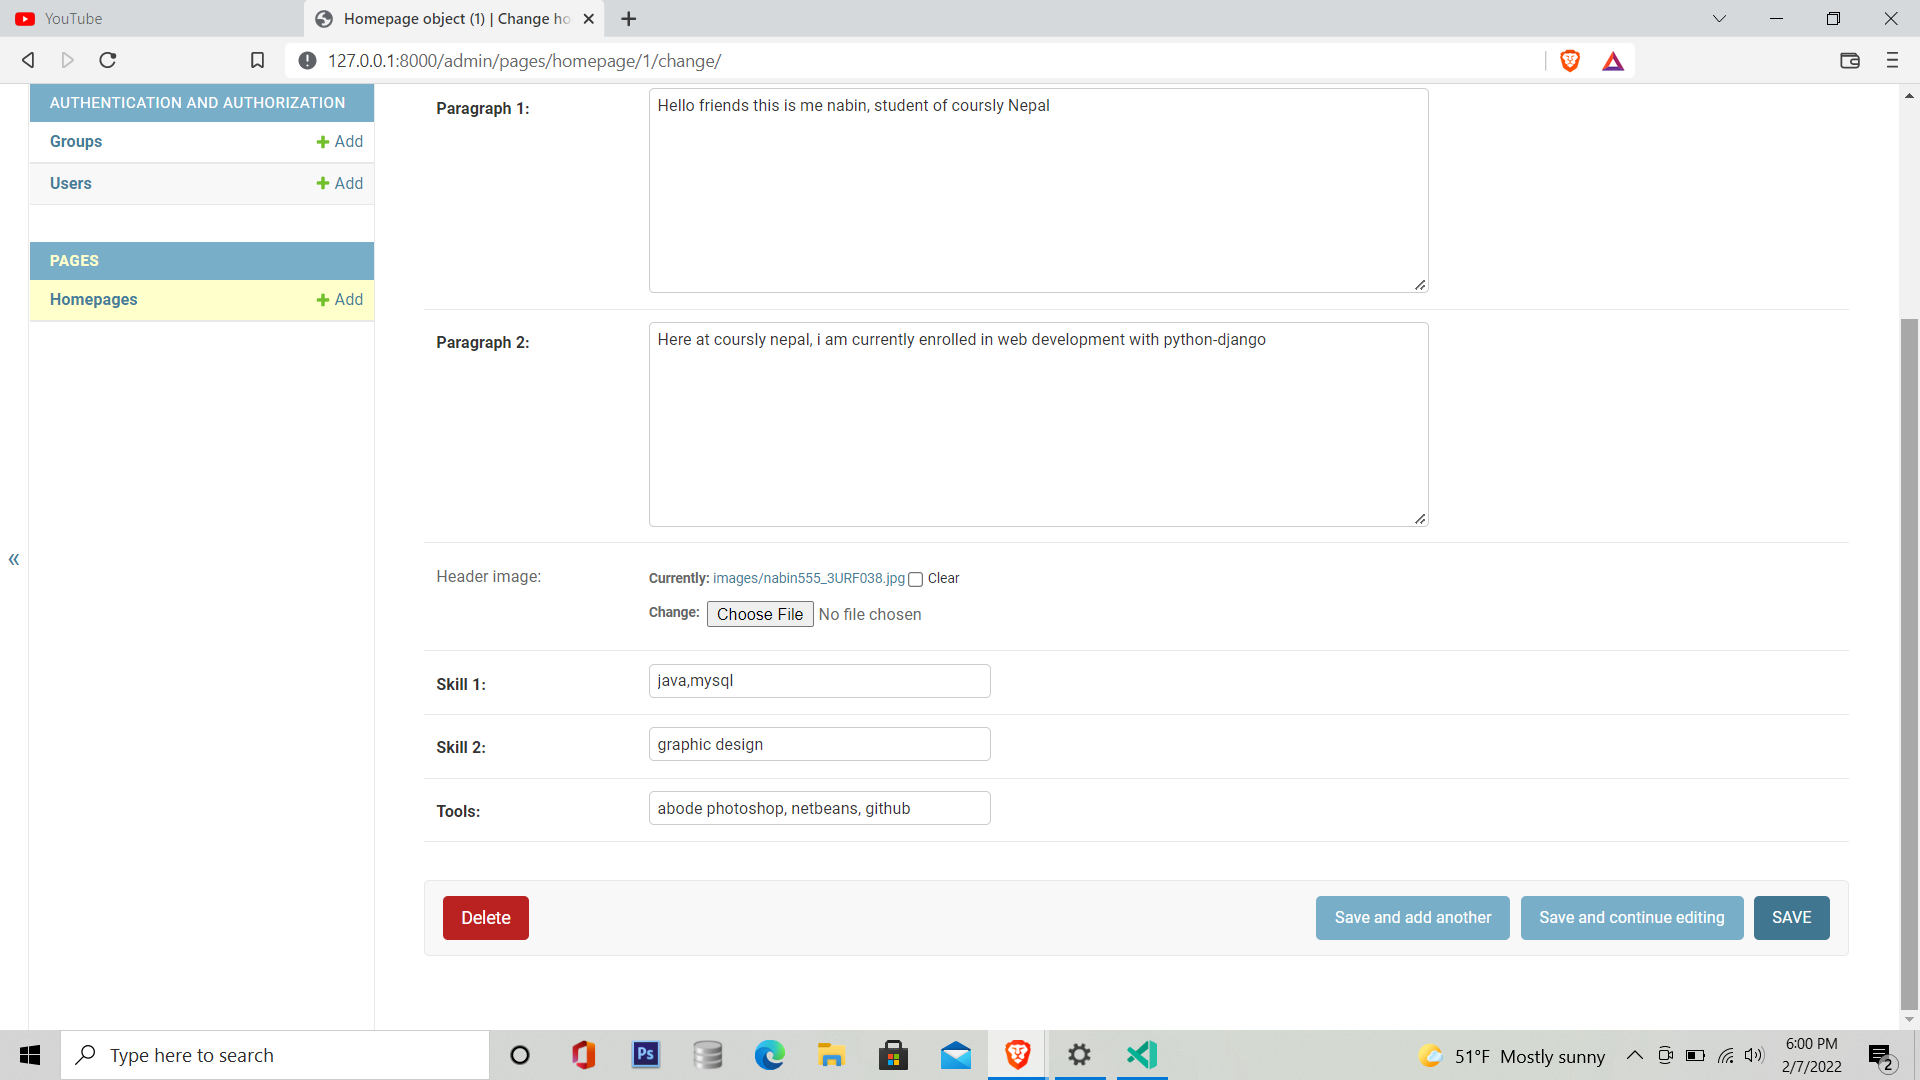 YouTube
Homepage object (1) | Change ho
127.0.0.1:8000/admin/pages/homepage/1/change/
AUTHENTICATION AND AUTHORIZATION
Groups
Add
Users
Add
PAGES
Homepages
Add
«
Paragraph 1:
Hello friends this is me nabin, student of coursly Nepal
Paragraph 2:
Here at coursly nepal, i am currently enrolled in web development with python-django
Header image:
Currently: images/nabin555_3URF038.jpg Clear
Change: Choose File No file chosen
Skill 1:
java,mysql
Skill 2:
graphic design
Tools:
abode photoshop, netbeans, github
Delete
Save and add another
Save and continue editing
SAVE
Type here to search
Ps
51°F Mostly sunny
6:00 PM
2/7/2022
2